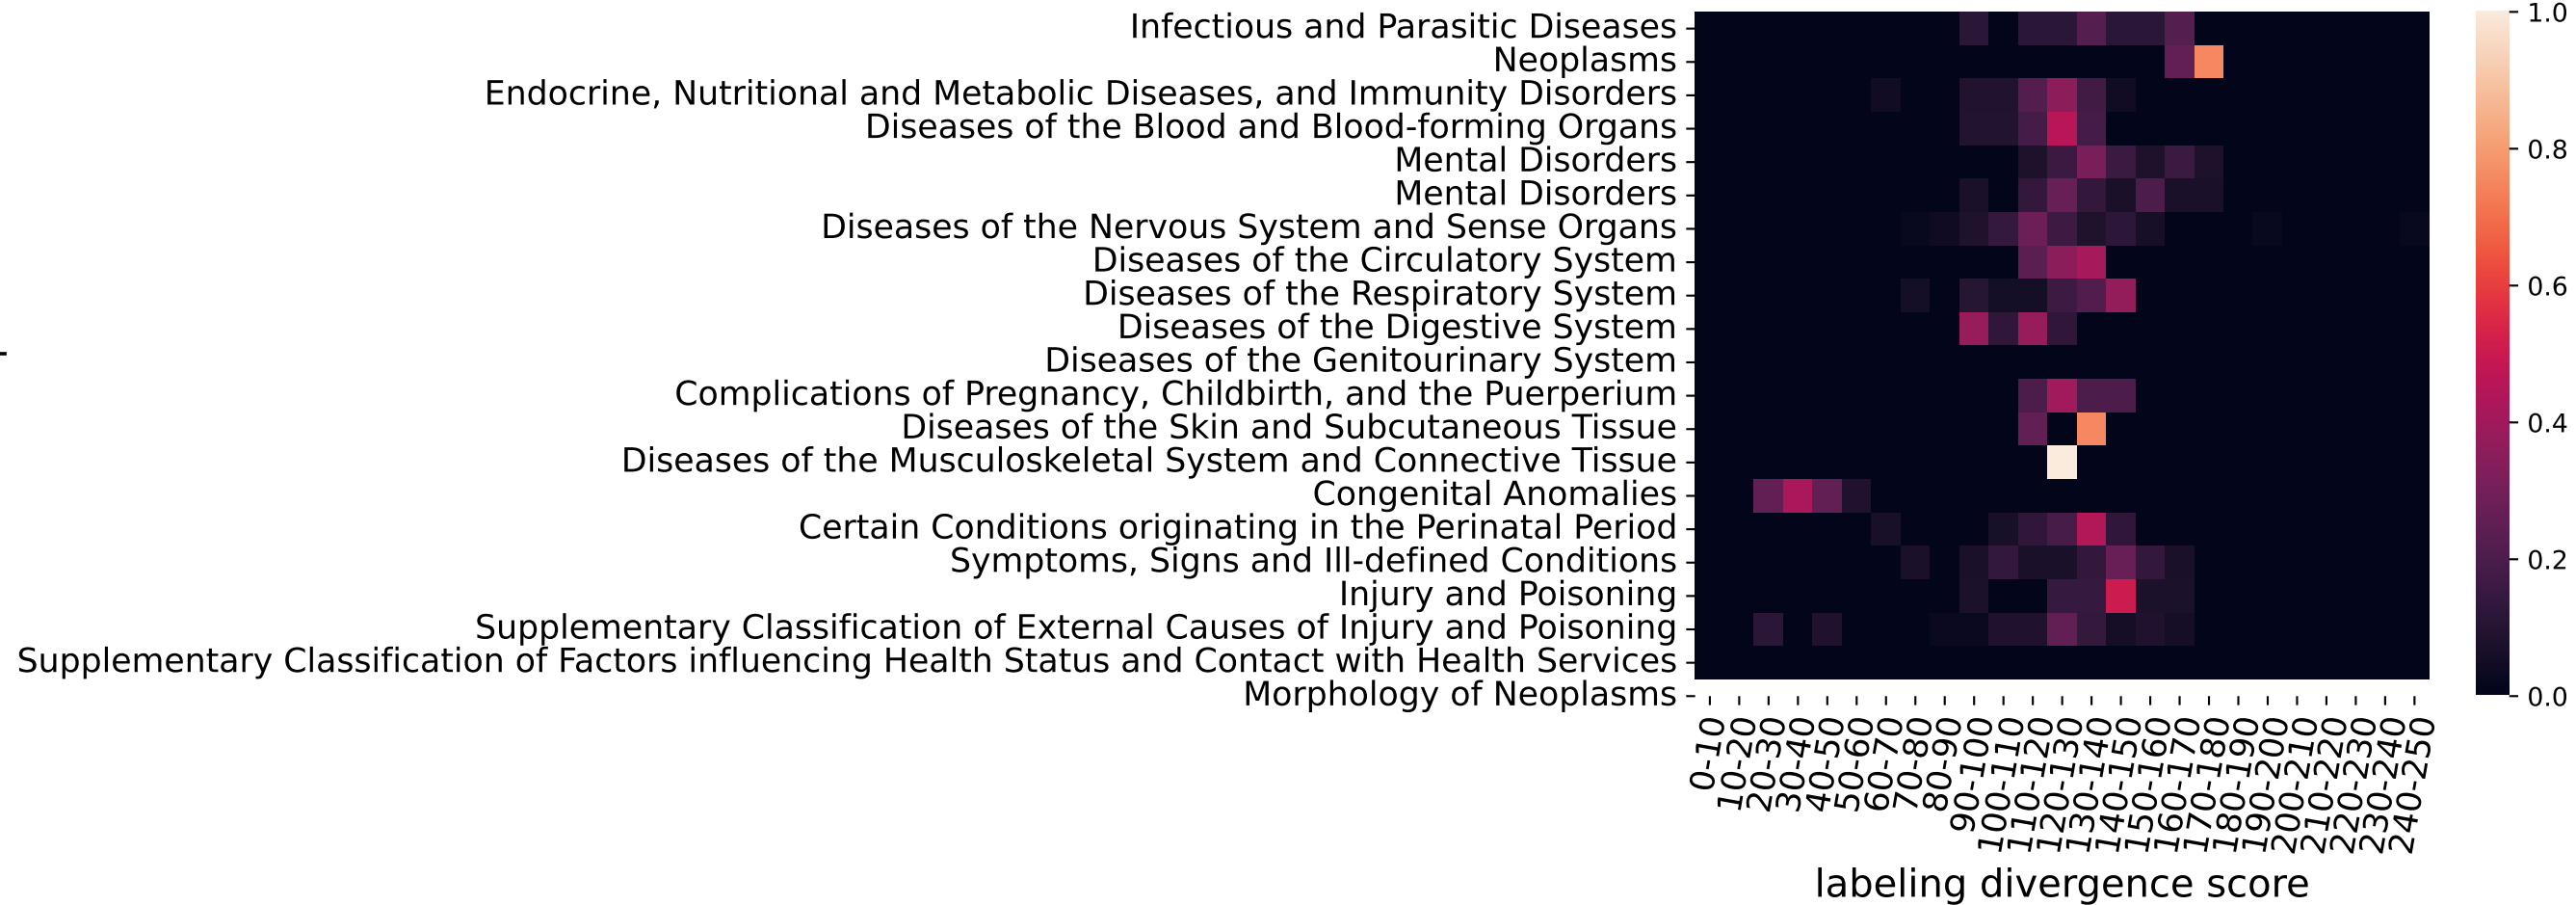 Infectious and Parasitic Diseases
Neoplasms
Endocrine, Nutritional and Metabolic Diseases, and Immunity Disorders
Diseases of the Blood and Blood-forming Organs
Mental Disorders
Mental Disorders
Diseases of the Nervous System and Sense Organs
Diseases of the Circulatory System
Diseases of the Respiratory System
Diseases of the Digestive System
Diseases of the Genitourinary System
Complications of Pregnancy, Childbirth, and the Puerperium
Diseases of the Skin and Subcutaneous Tissue
Diseases of the Musculoskeletal System and Connective Tissue
Congenital Anomalies
Certain Conditions originating in the Perinatal Period
Symptoms, Signs and Ill-defined Conditions
Injury and Poisoning
Supplementary Classification of External Causes of Injury and Poisoning
Supplementary Classification of Factors influencing Health Status and Contact with Health Services
Morphology of Neoplasms
0-10
10-20
20-30
30-40
40-50
50-60
60-70
70-80
80-90
90-100
100-110
110-120
120-130
130-140
140-150
150-160
160-170
170-180
180-190
190-200
200-210
210-220
220-230
230-240
240-250
labeling divergence score
1.0
0.8
0.6
0.4
0.2
0.0